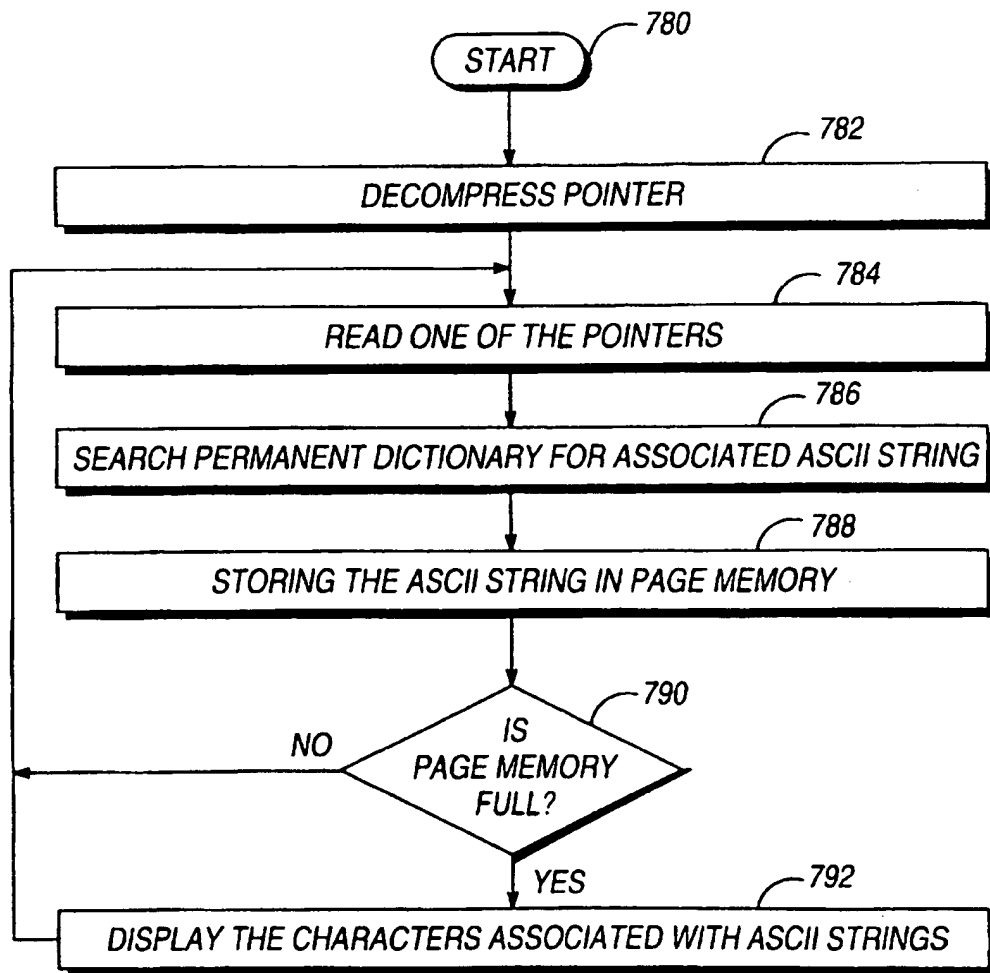 780
START
782
DECOMPRESS POINTER
784
READ ONE OF THE POINTERS
786
SEARCH PERMANENT DICTIONARY FOR ASSOCIATED ASCII STRING
788
STORING THE ASCII STRING IN PAGE MEMORY
790
IS
PAGE MEMORY
FULL?
NO
YES
792
DISPLAY THE CHARACTERS ASSOCIATED WITH ASCII STRINGS